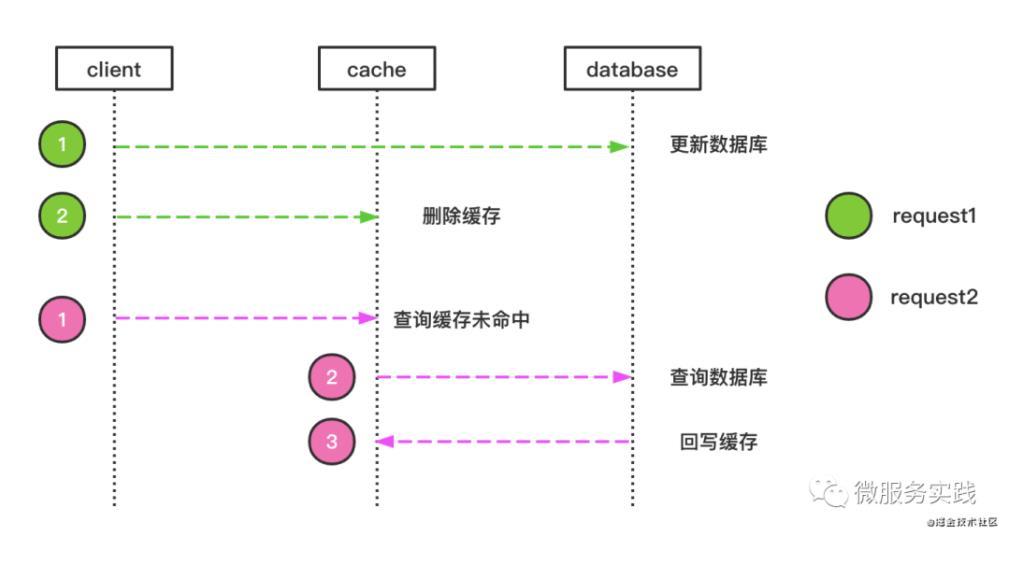 client
cache
database
1
更新数据库
2
删除缓存
request1
request2
1
查询缓存未命中
2
查询数据库
3
回写缓存
微服务实践
@掘金技术社区